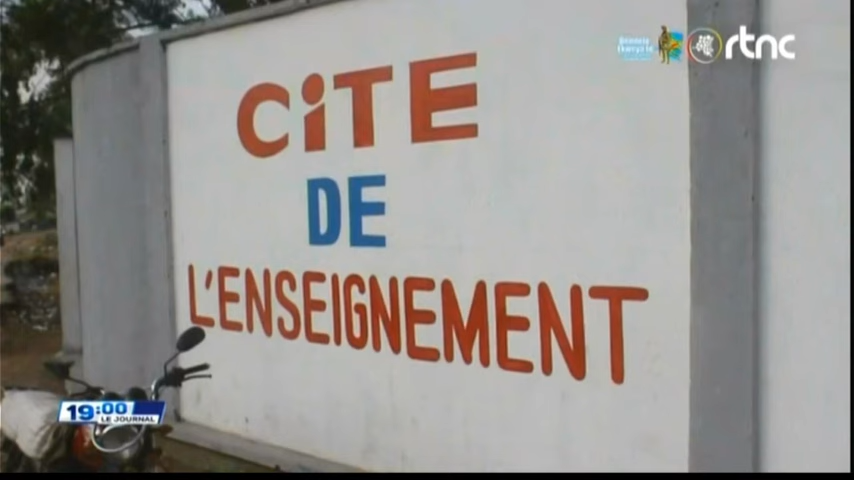 rtnc
CiTE
DE
L'ENSEIGNEMENT
19:00
LE JOURNAL